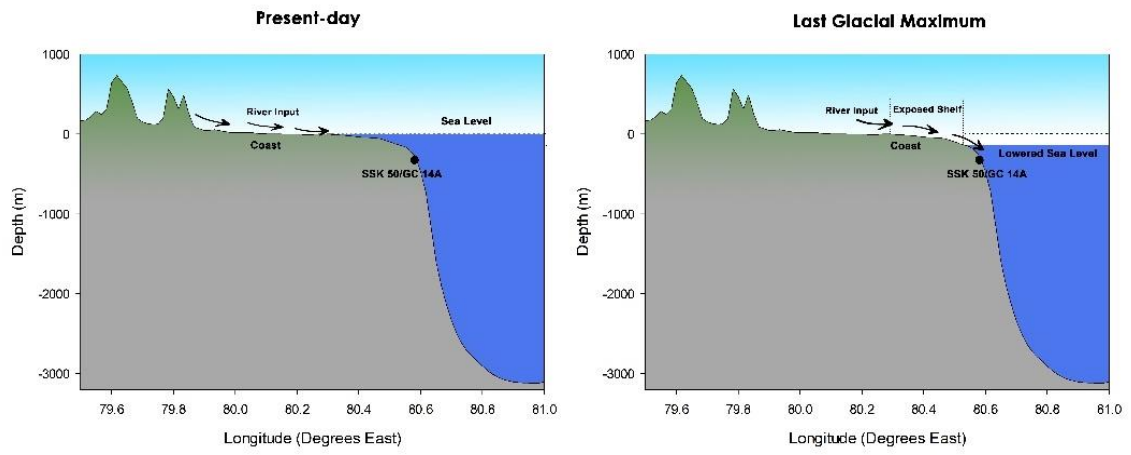 Present-day
1000
0
-1000
-2000
-3000
Depth (m)
River Input
Sea Level
Coast
SSK 50/GC 14A
79.6 79.8 80.0 80.2 80.4 80.6 80.8 81.0
Longitude (Degrees East)
Last Glacial Maximum
1000
0
-1000
-2000
-3000
Depth (m)
River Input
Exposed Shelf
Coast
Lowered Sea Level
SSK 50/GC 14A
79.6 79.8 80.0 80.2 80.4 80.6 80.8 81.0
Longitude (Degrees East)